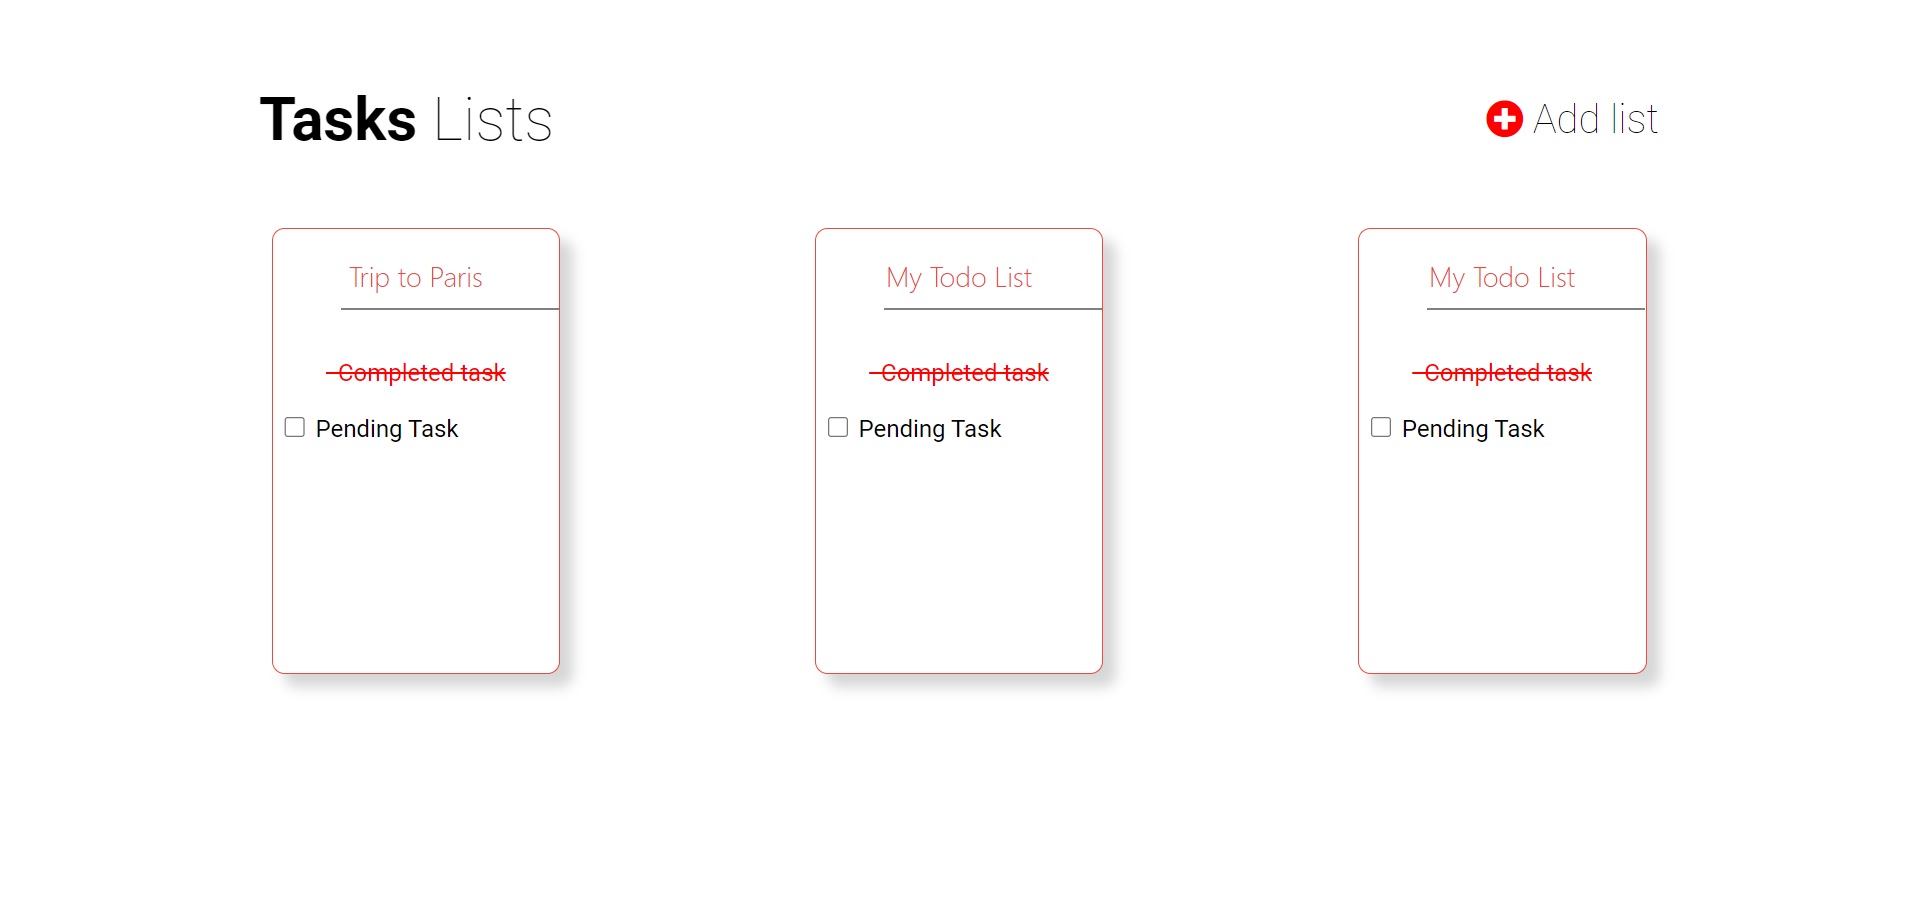 Tasks Lists
Add list
Trip to Paris
Completed task
Pending Task
My Todo List
Completed task
Pending Task
My Todo List
Completed task
Pending Task